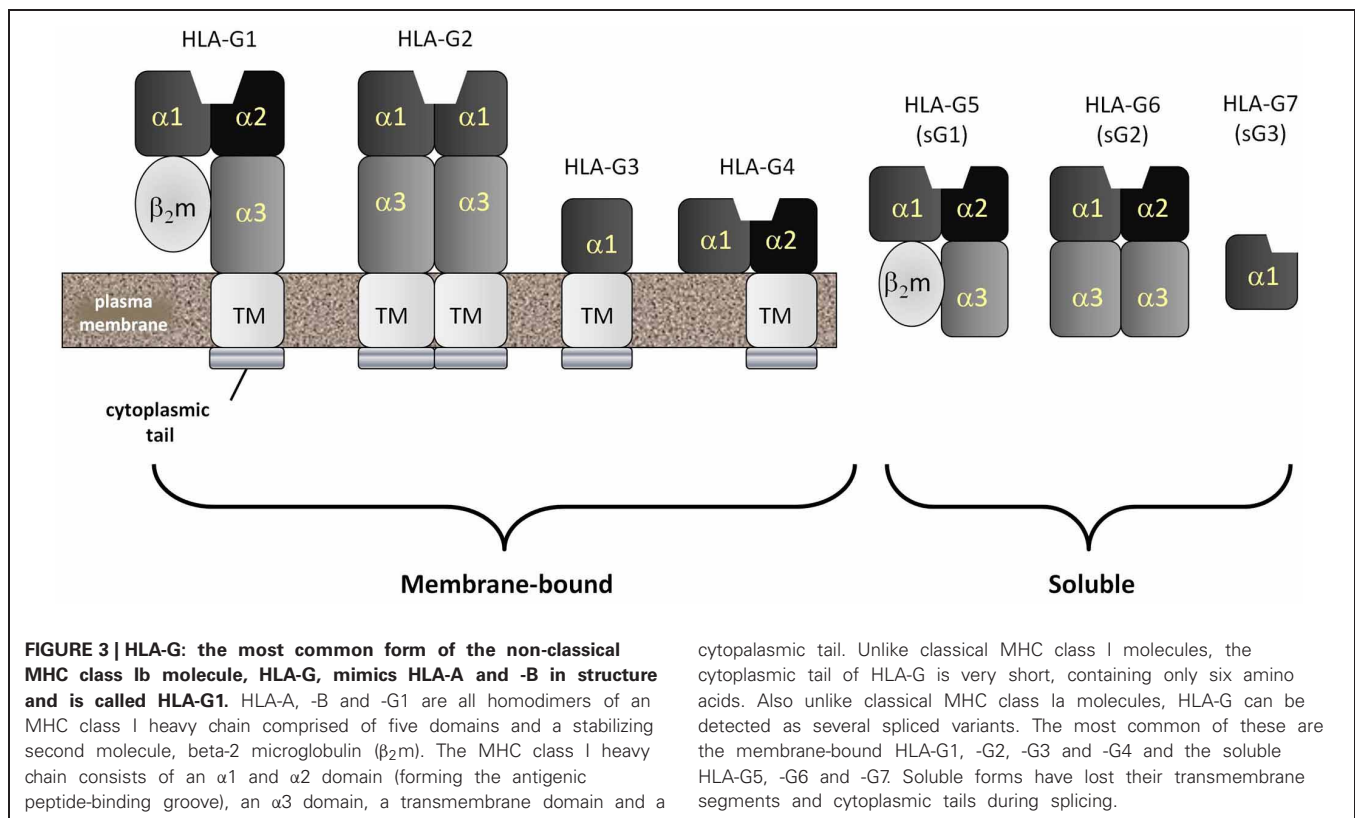 HLA-G1
HLA-G2
HLA-G3
HLA-G4
HLA-G5
(sG1)
HLA-G6
(sG2)
HLA-G7
(sG3)
α1 α2
β₂m α3
TM
α1 α1
α3 α3
TM TM
α1
TM
α1 α2
TM
α1 α2
β₂m α3
α1 α2
α3 α3
α1
plasma
membrane
cytoplasmic
tail
Membrane-bound
Soluble
FIGURE 3 | HLA-G: the most common form of the non-classical
MHC class Ib molecule, HLA-G, mimics HLA-A and -B in structure
and is called HLA-G1. HLA-A, -B and -G1 are all homodimers of an
MHC class I heavy chain comprised of five domains and a stabilizing
second molecule, beta-2 microglobulin (β₂m). The MHC class I heavy
chain consists of an α1 and α2 domain (forming the antigenic
peptide-binding groove), an α3 domain, a transmembrane domain and a
cytopalasmic tail. Unlike classical MHC class I molecules, the
cytoplasmic tail of HLA-G is very short, containing only six amino
acids. Also unlike classical MHC class Ia molecules, HLA-G can be
detected as several spliced variants. The most common of these are
the membrane-bound HLA-G1, -G2, -G3 and -G4 and the soluble
HLA-G5, -G6 and -G7. Soluble forms have lost their transmembrane
segments and cytoplasmic tails during splicing.